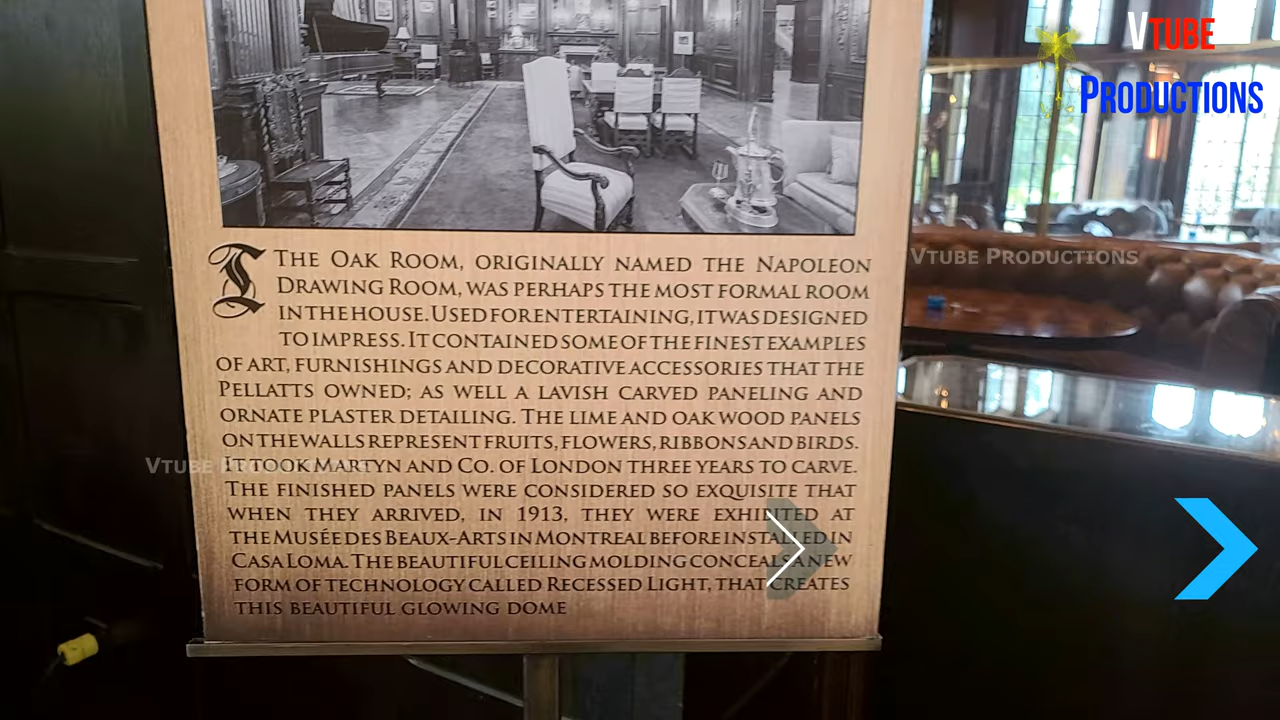 VTUBE
PRODUCTIONS
THE OAK ROOM, ORIGINALLY NAMED THE NAPOLEON
DRAWING ROOM, WAS PERHAPS THE MOST FORMAL ROOM
VTUBE PRODUCTIONS
IN THE HOUSE. USED FOR ENTERTAINING, IT WAS DESIGNED
TO IMPRESS. IT CONTAINED SOME OF THE FINEST EXAMPLES
OF ART, FURNISHINGS AND DECORATIVE ACCESSORIES THAT THE
PELLATTS OWNED; AS WELL A LAVISH CARVED PANELING AND
ORNATE PLASTER DETAILING. THE LIME AND OAK WOOD PANELS
ON THE WALLS REPRESENT FRUITS, FLOWERS, RIBBONS AND BIRDS.
VTUBE PRODUCTIONS
IT TOOK MARTYN AND CO. OF LONDON THREE YEARS TO CARVE.
THE FINISHED PANELS WERE CONSIDERED SO EXQUISITE THAT
WHEN THEY ARRIVED, IN 1913, THEY WERE EXHIBITED AT
THE MUSÉE DES BEAUX-ARTS IN MONTREAL BEFORE INSTALLED IN
CASA LOMA. THE BEAUTIFUL CEILING MOLDING CONCEALS A NEW
FORM OF TECHNOLOGY CALLED RECESSED LIGHT, THAT CREATES
THIS BEAUTIFUL GLOWING DOME